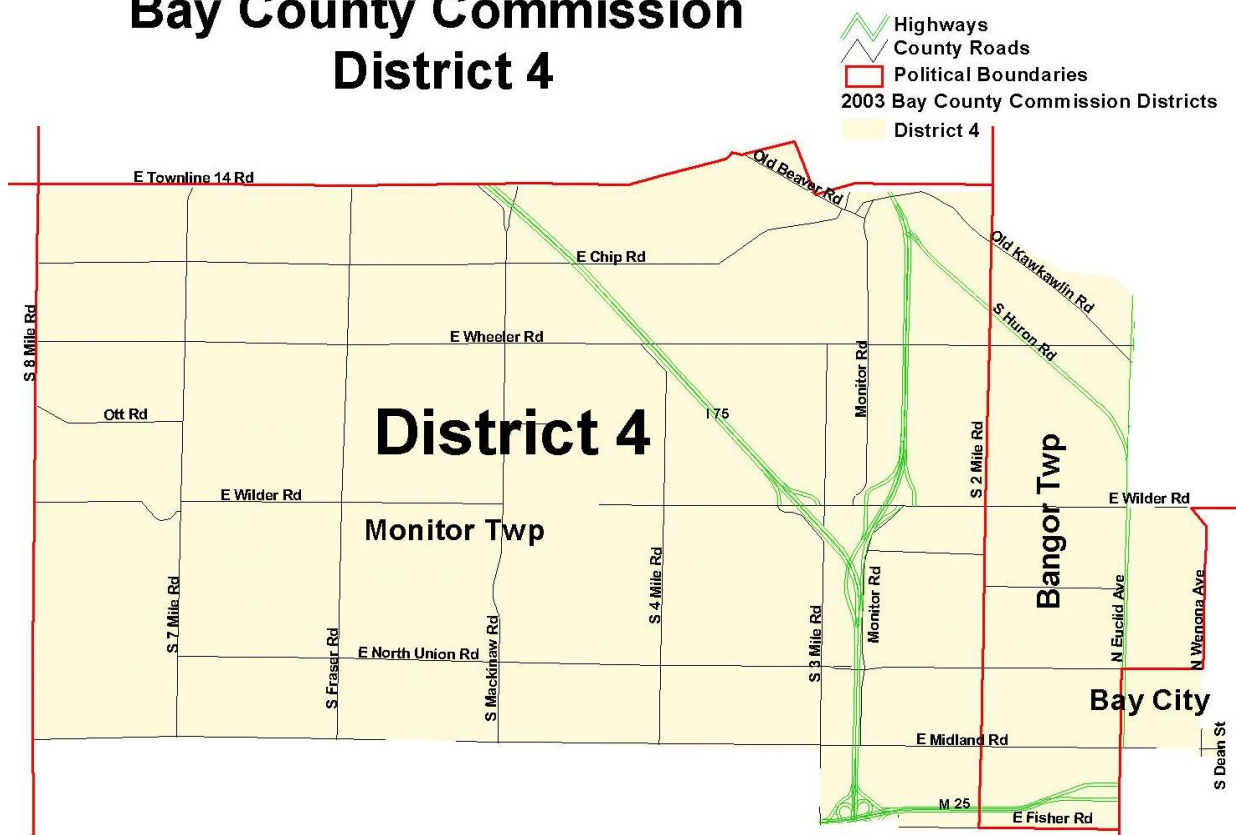 Bay County Commission
District 4
Highways
County Roads
Political Boundaries
2003 Bay County Commission Districts
District 4
E Townline 14 Rd
Old Beaver Rd
E Chip Rd
Old Kawkawlin Rd
S 8 Mile Rd
E Wheeler Rd
S Huron Rd
Monitor Rd
Ott Rd
District 4
I 75
S 2 Mile Rd
E Wilder Rd
E Wilder Rd
Monitor Twp
Bangor Twp
S 7 Mile Rd
S Fraser Rd
S Mackinaw Rd
S 4 Mile Rd
S 3 Mile Rd
Monitor Rd
N Euclid Ave
N Wenona Ave
E North Union Rd
Bay City
E Midland Rd
S Dean St
M 25
E Fisher Rd